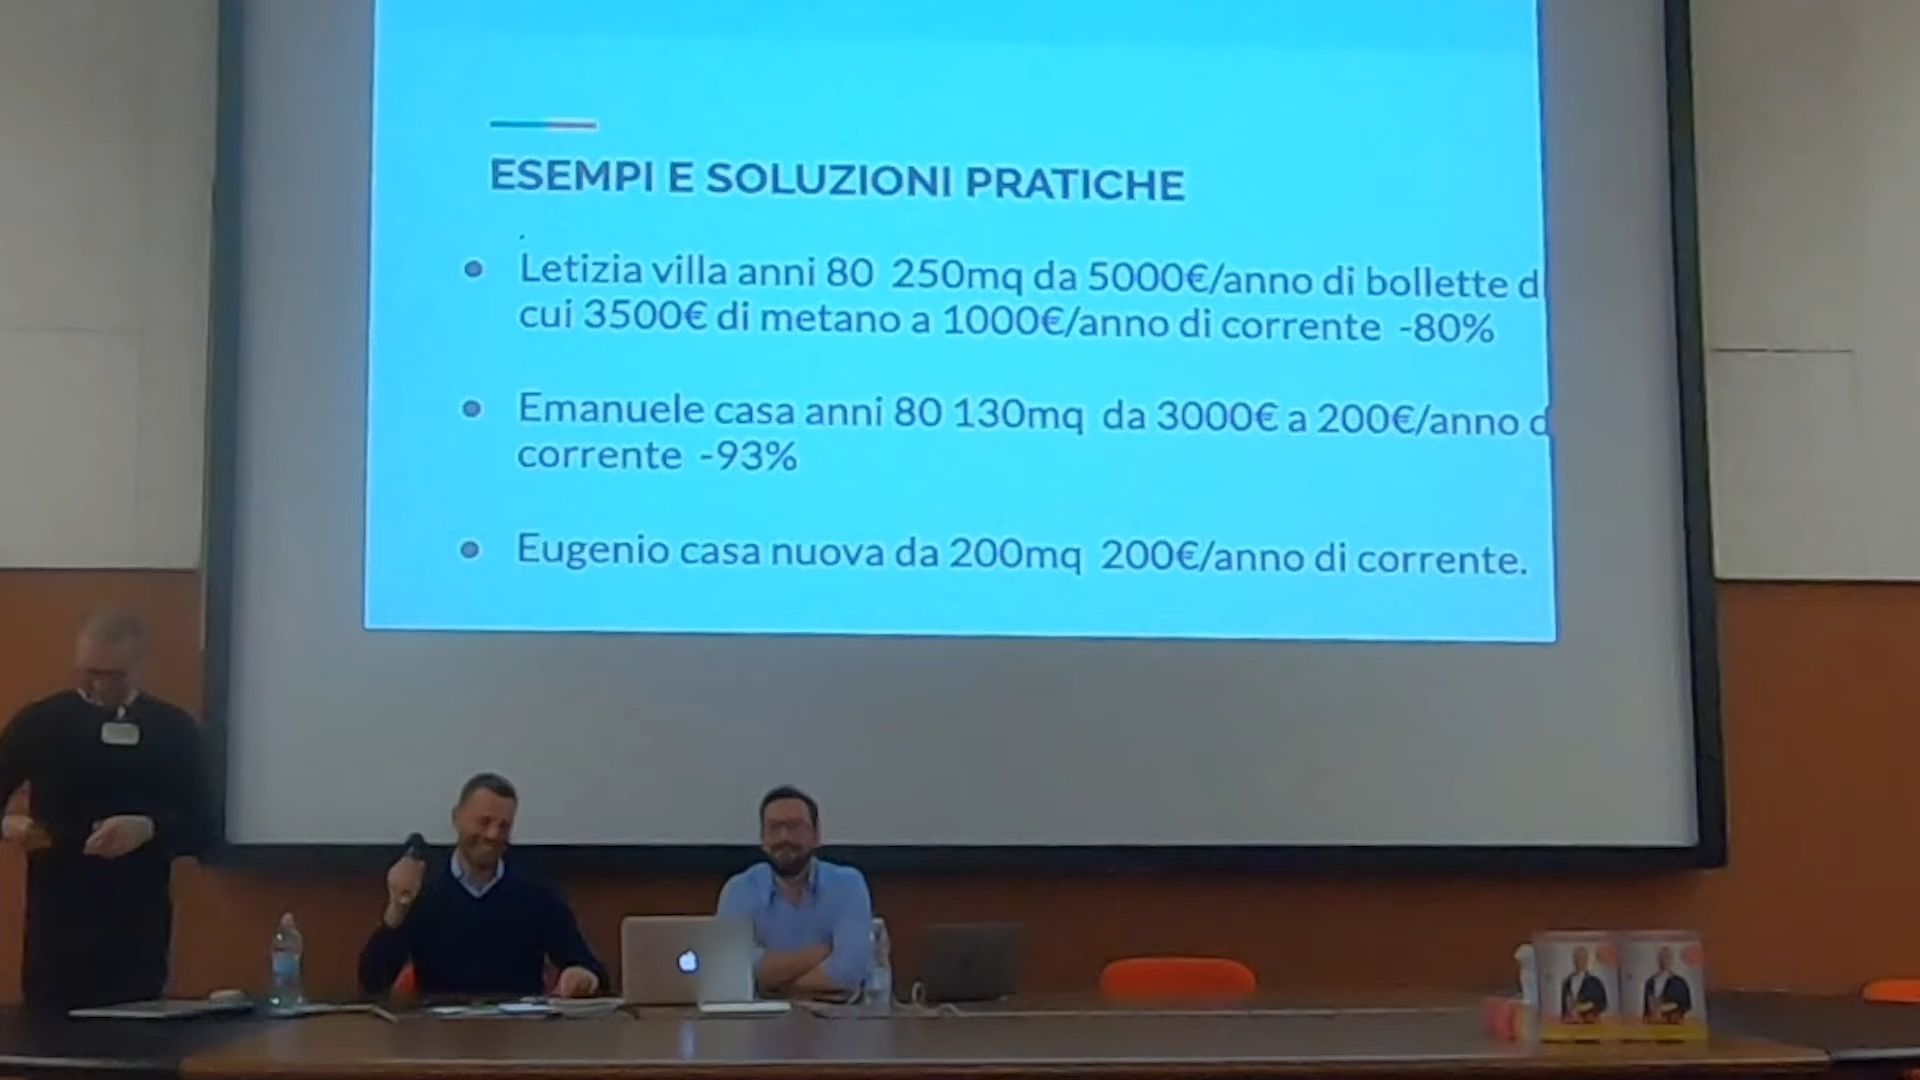 ESEMPI E SOLUZIONI PRATICHE
• Letizia villa anni 80 250mq da 5000€/anno di bollette d
cui 3500€ di metano a 1000€/anno di corrente -80%
• Emanuele casa anni 80 130mq da 3000€ a 200€/anno d
corrente -93%
• Eugenio casa nuova da 200mq 200€/anno di corrente.